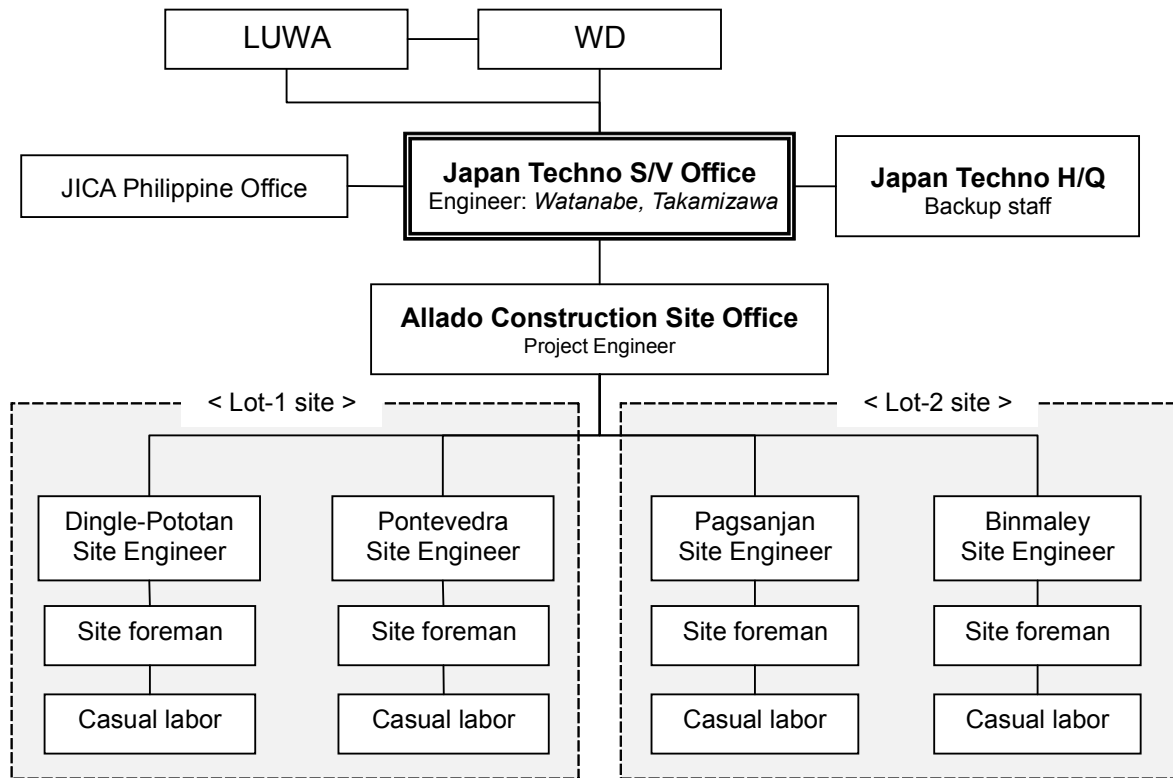 LUWA
WD
JICA Philippine Office
Japan Techno S/V Office
Engineer: Watanabe, Takamizawa
Japan Techno H/Q
Backup staff
Allado Construction Site Office
Project Engineer
< Lot-1 site >
< Lot-2 site >
Dingle-Pototan
Site Engineer
Pontevedra
Site Engineer
Pagsanjan
Site Engineer
Binmaley
Site Engineer
Site foreman
Site foreman
Site foreman
Site foreman
Casual labor
Casual labor
Casual labor
Casual labor